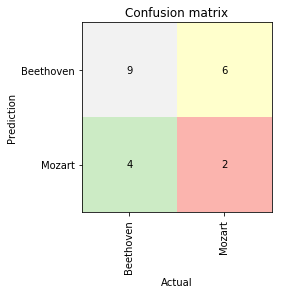 Confusion matrix
Prediction
Beethoven 9 6
Mozart 4 2
Beethoven Mozart
Actual